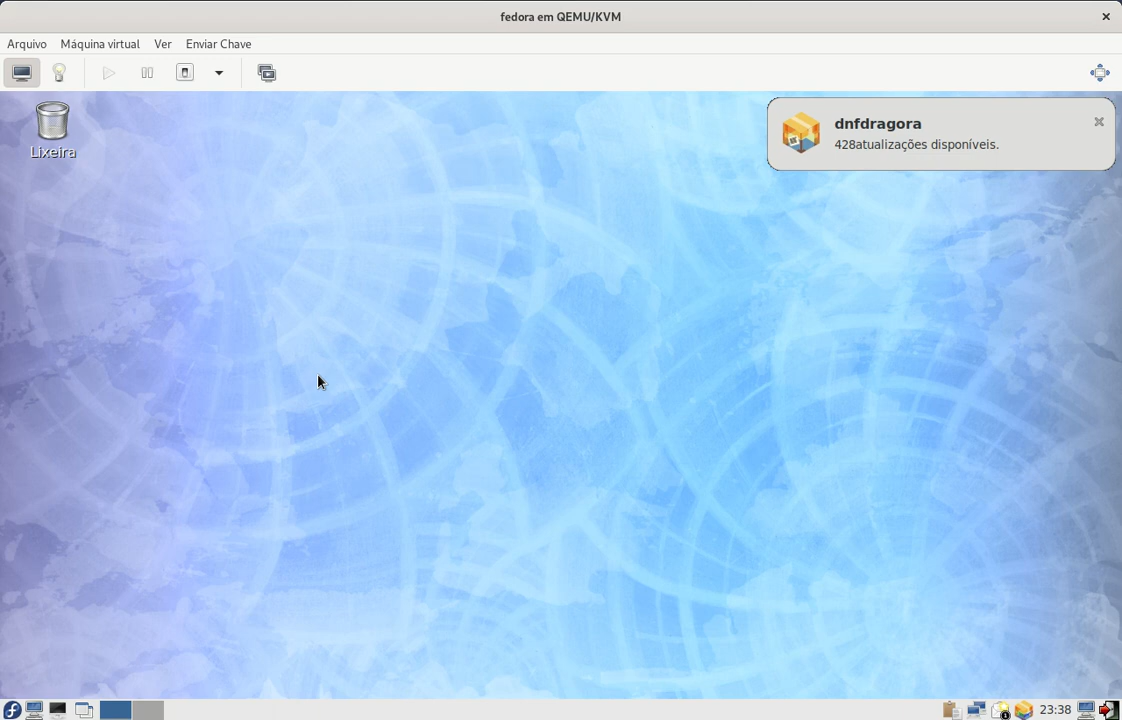 fedora em QEMU/KVM
Arquivo Máquina virtual Ver Enviar Chave
Lixeira
dnfdragora
428atualizações disponíveis.
23:38